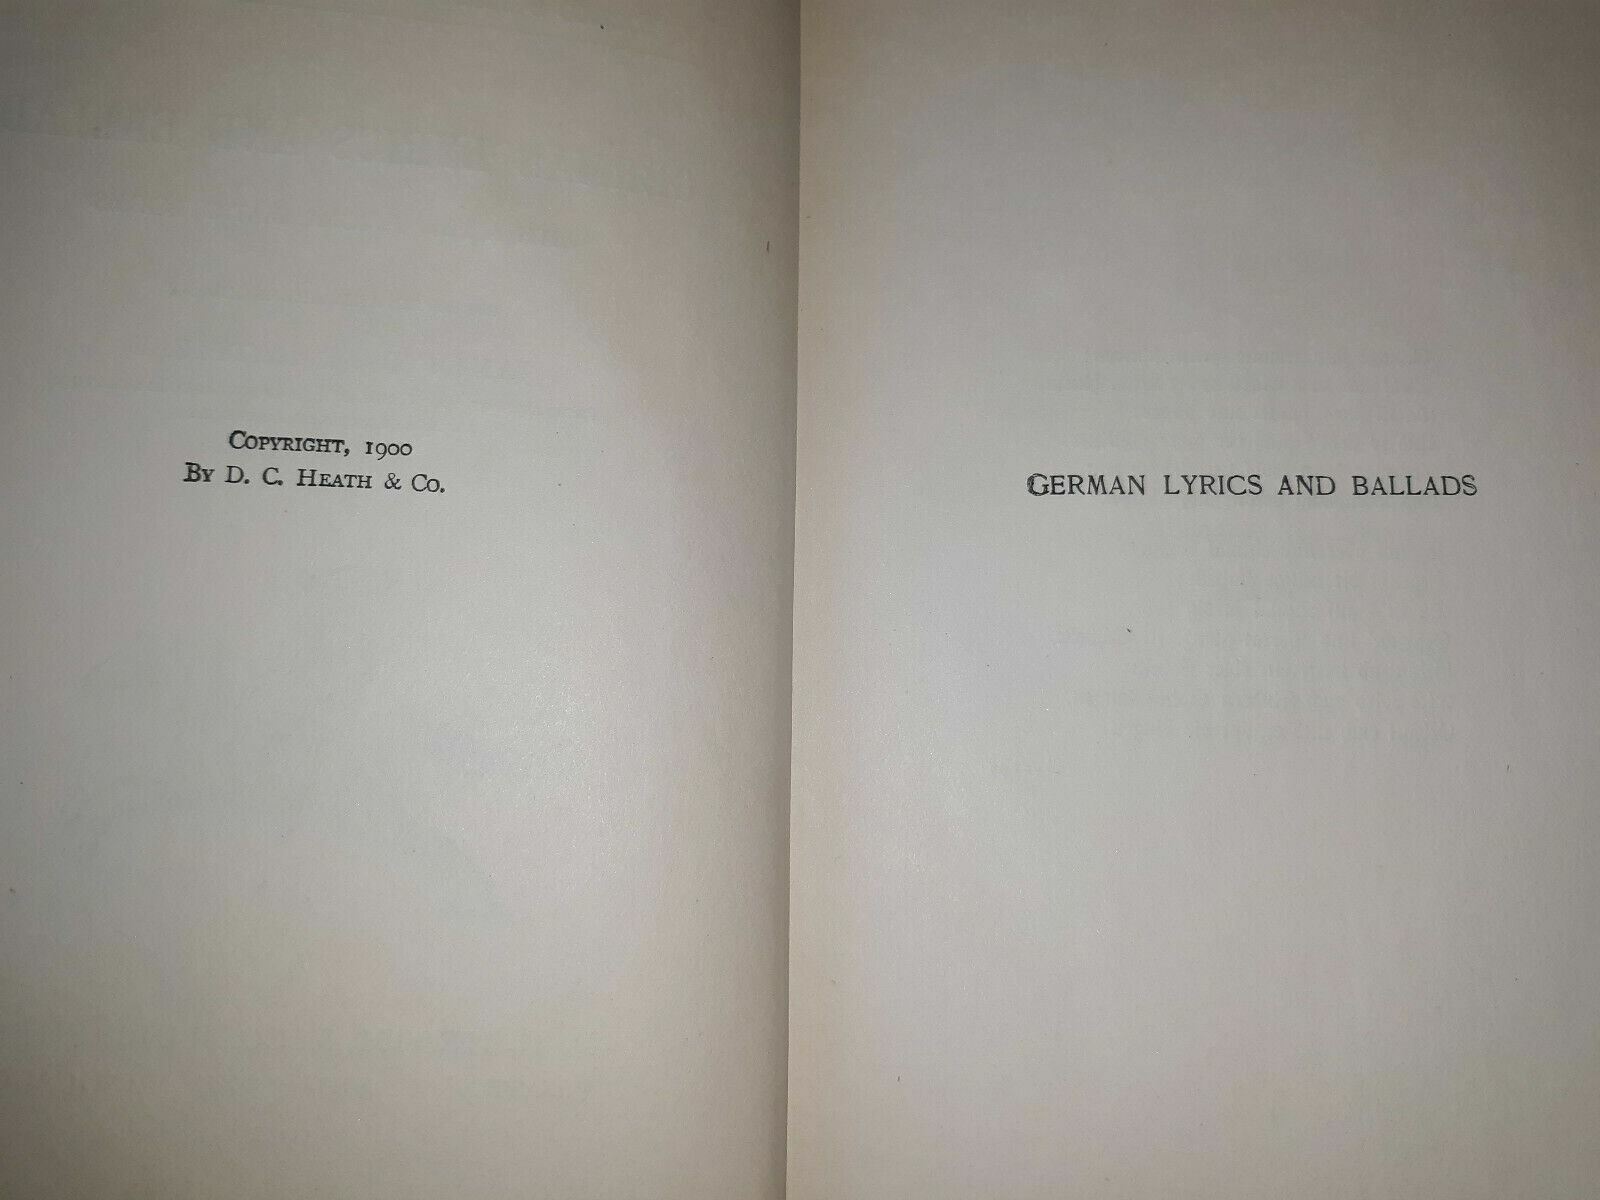 Copyright, 1900
By D. C. Heath & Co.
GERMAN LYRICS AND BALLADS